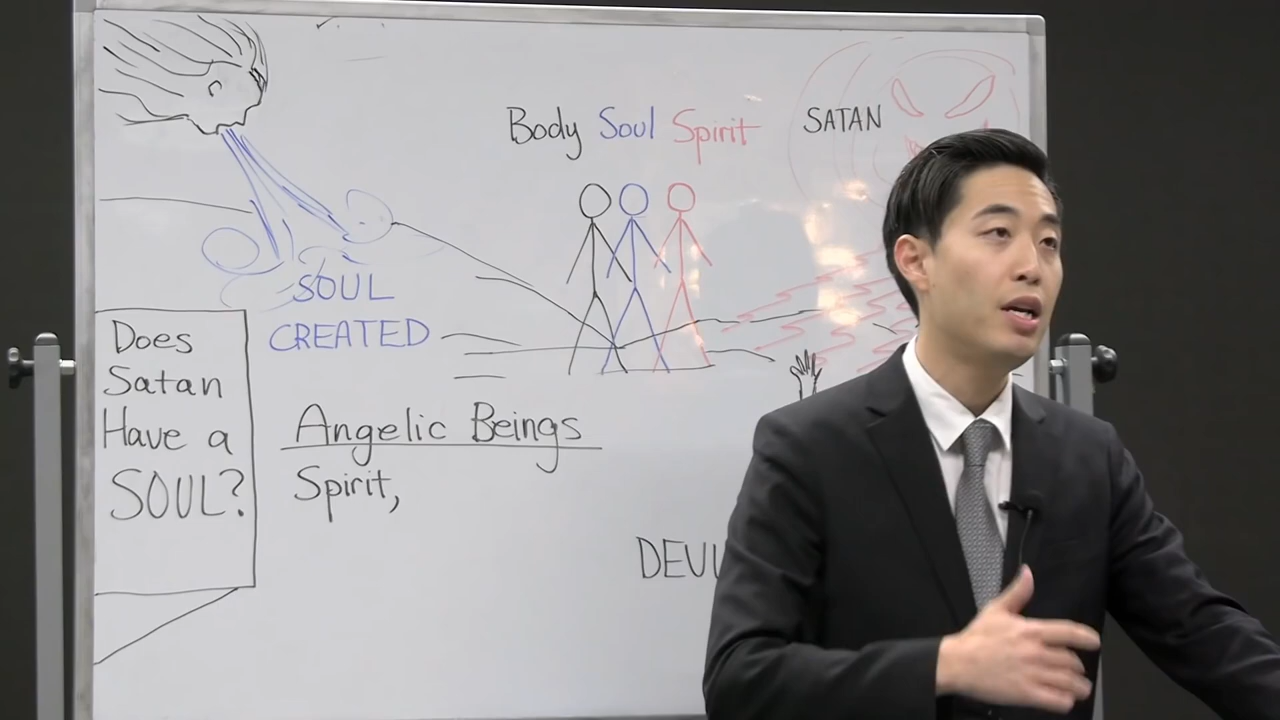 Body Soul Spirit
SATAN
SOUL
CREATED
Does
Satan
Have a
SOUL?
Angelic Beings
Spirit,